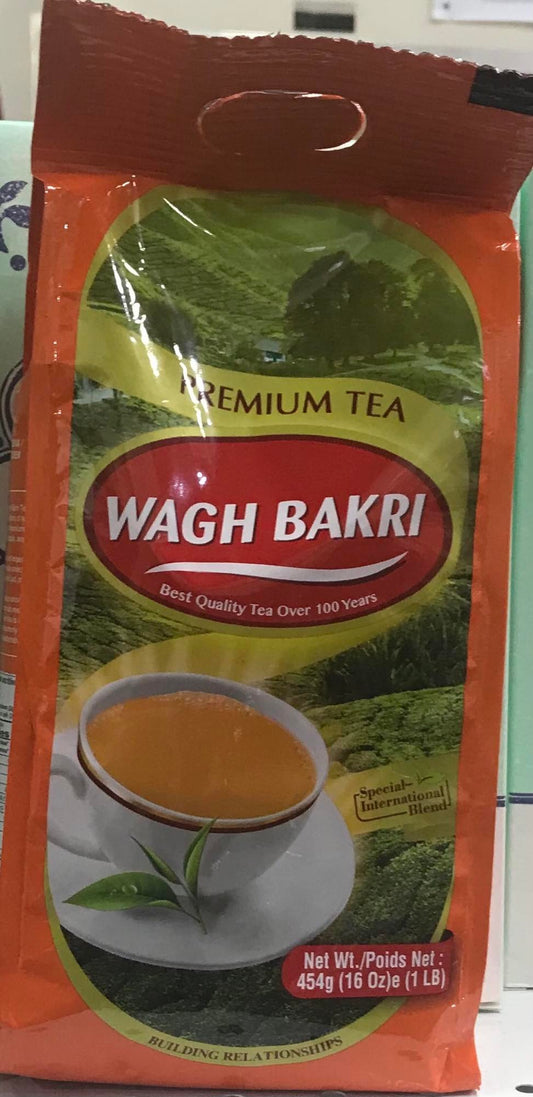 PREMIUM TEA
WAGH BAKRI
Best Quality Tea Over 100 Years
Special
International
Blend
Net Wt./Poids Net :
454g (16 Oz)e (1 LB)
BUILDING RELATIONSHIPS